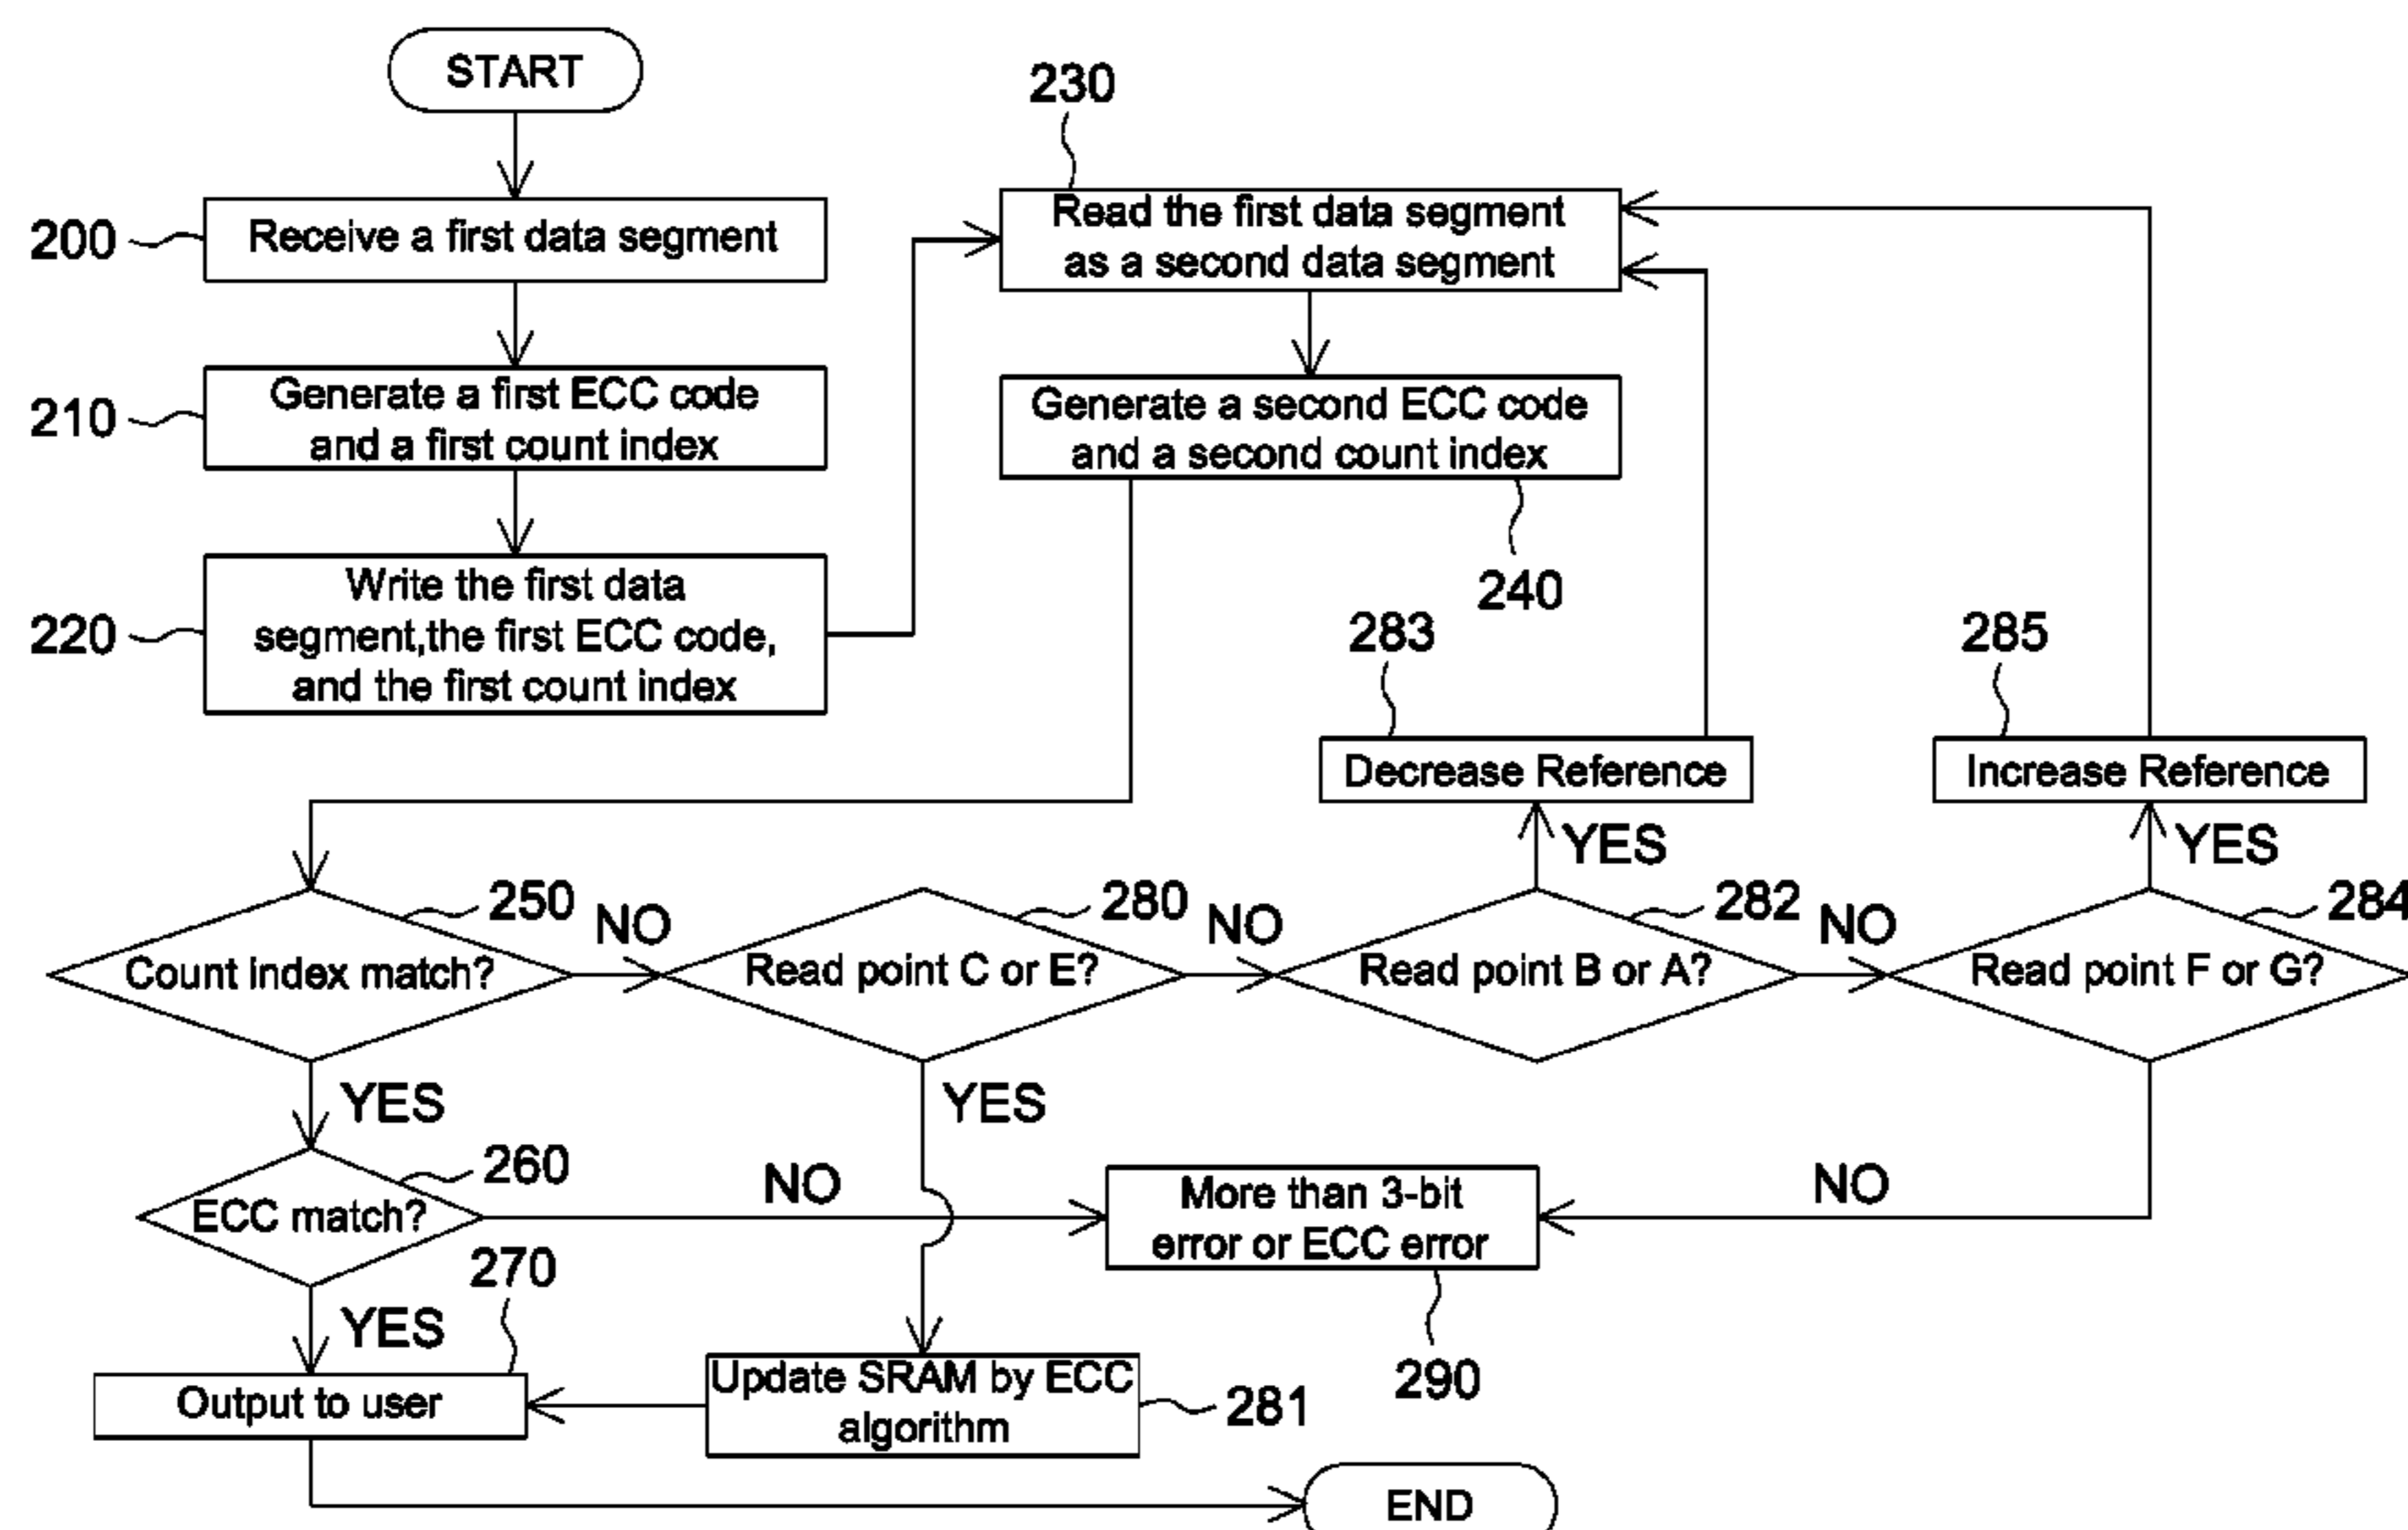 START
200
Receive a first data segment
210
Generate a first ECC code
and a first count index
220
Write the first data
segment,the first ECC code,
and the first count index
230
Read the first data segment
as a second data segment
Generate a second ECC code
and a second count index
240
283
Decrease Reference
285
Increase Reference
YES
YES
250
Count index match?
NO
280
Read point C or E?
NO
282
Read point B or A?
NO
284
Read point F or G?
YES
YES
260
ECC match?
NO
More than 3-bit
error or ECC error
290
NO
YES
270
Output to user
Update SRAM by ECC
algorithm
281
END